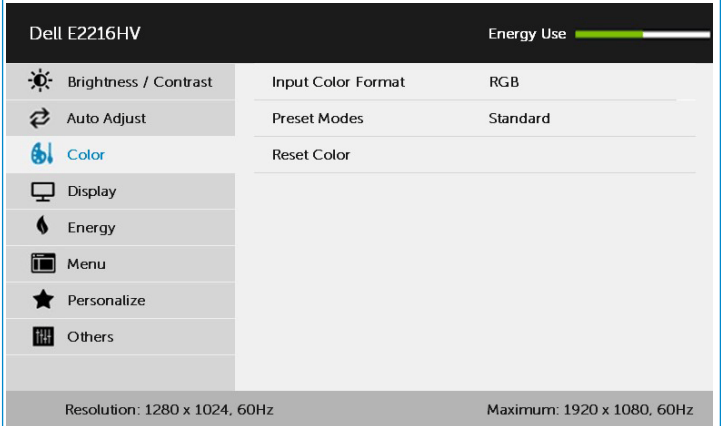 Dell E2216HV Energy Use
Brightness / Contrast Input Color Format RGB
Auto Adjust Preset Modes Standard
Color Reset Color
Display
Energy
Menu
Personalize
Others
Resolution: 1280 x 1024, 60Hz Maximum: 1920 x 1080, 60Hz